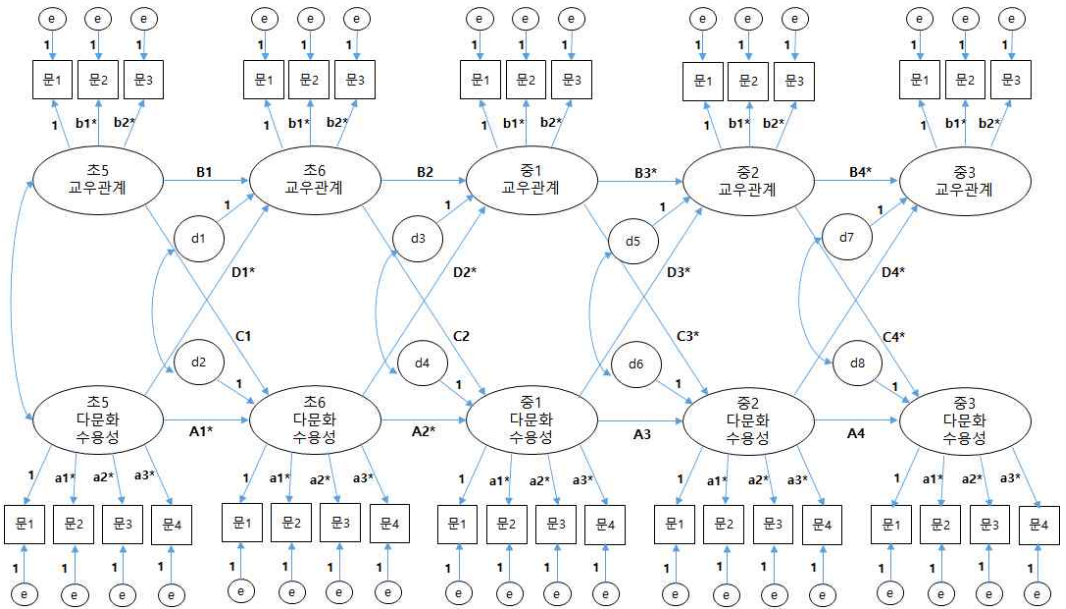 e e e e e e e e e e e e e e e
1 1 1 1 1 1 1 1 1 1 1 1 1 1 1
문1 문2 문3 문1 문2 문3 문1 문2 문3 문1 문2 문3 문1 문2 문3
1 b1* b2* 1 b1* b2* 1 b1* b2* 1 b1* b2* 1 b1* b2*
초5 교우관계
B1
초6 교우관계
B2
중1 교우관계
B3*
중2 교우관계
B4*
중3 교우관계
1 1 1 1
d1 d3 d5 d7
D1* D2* D3* D4*
C1 C2 C3* C4*
d2 d4 d6 d8
1 1 1 1
초5 다문화 수용성
A1*
초6 다문화 수용성
A2*
중1 다문화 수용성
A3
중2 다문화 수용성
A4
중3 다문화 수용성
1 a1* a2* a3* 1 a1* a2* a3* 1 a1* a2* a3* 1 a1* a2* a3* 1 a1* a2* a3*
문1 문2 문3 문4 문1 문2 문3 문4 문1 문2 문3 문4 문1 문2 문3 문4 문1 문2 문3 문4
1 1 1 1 1 1 1 1 1 1 1 1 1 1 1 1 1 1 1 1
e e e e e e e e e e e e e e e e e e e e